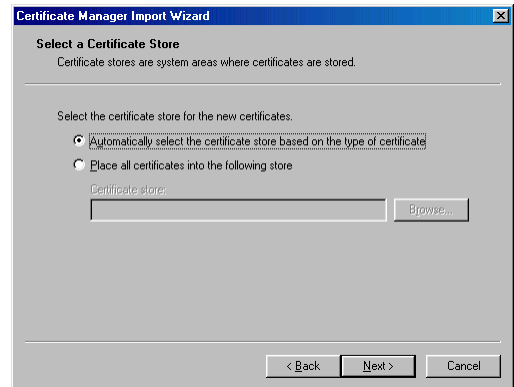 Certificate Manager Import Wizard
Select a Certificate Store
Certificate stores are system areas where certificates are stored.
Select the certificate store for the new certificates.
Automatically select the certificate store based on the type of certificate
Place all certificates into the following store
Certificate store:
Browse...
< Back
Next >
Cancel